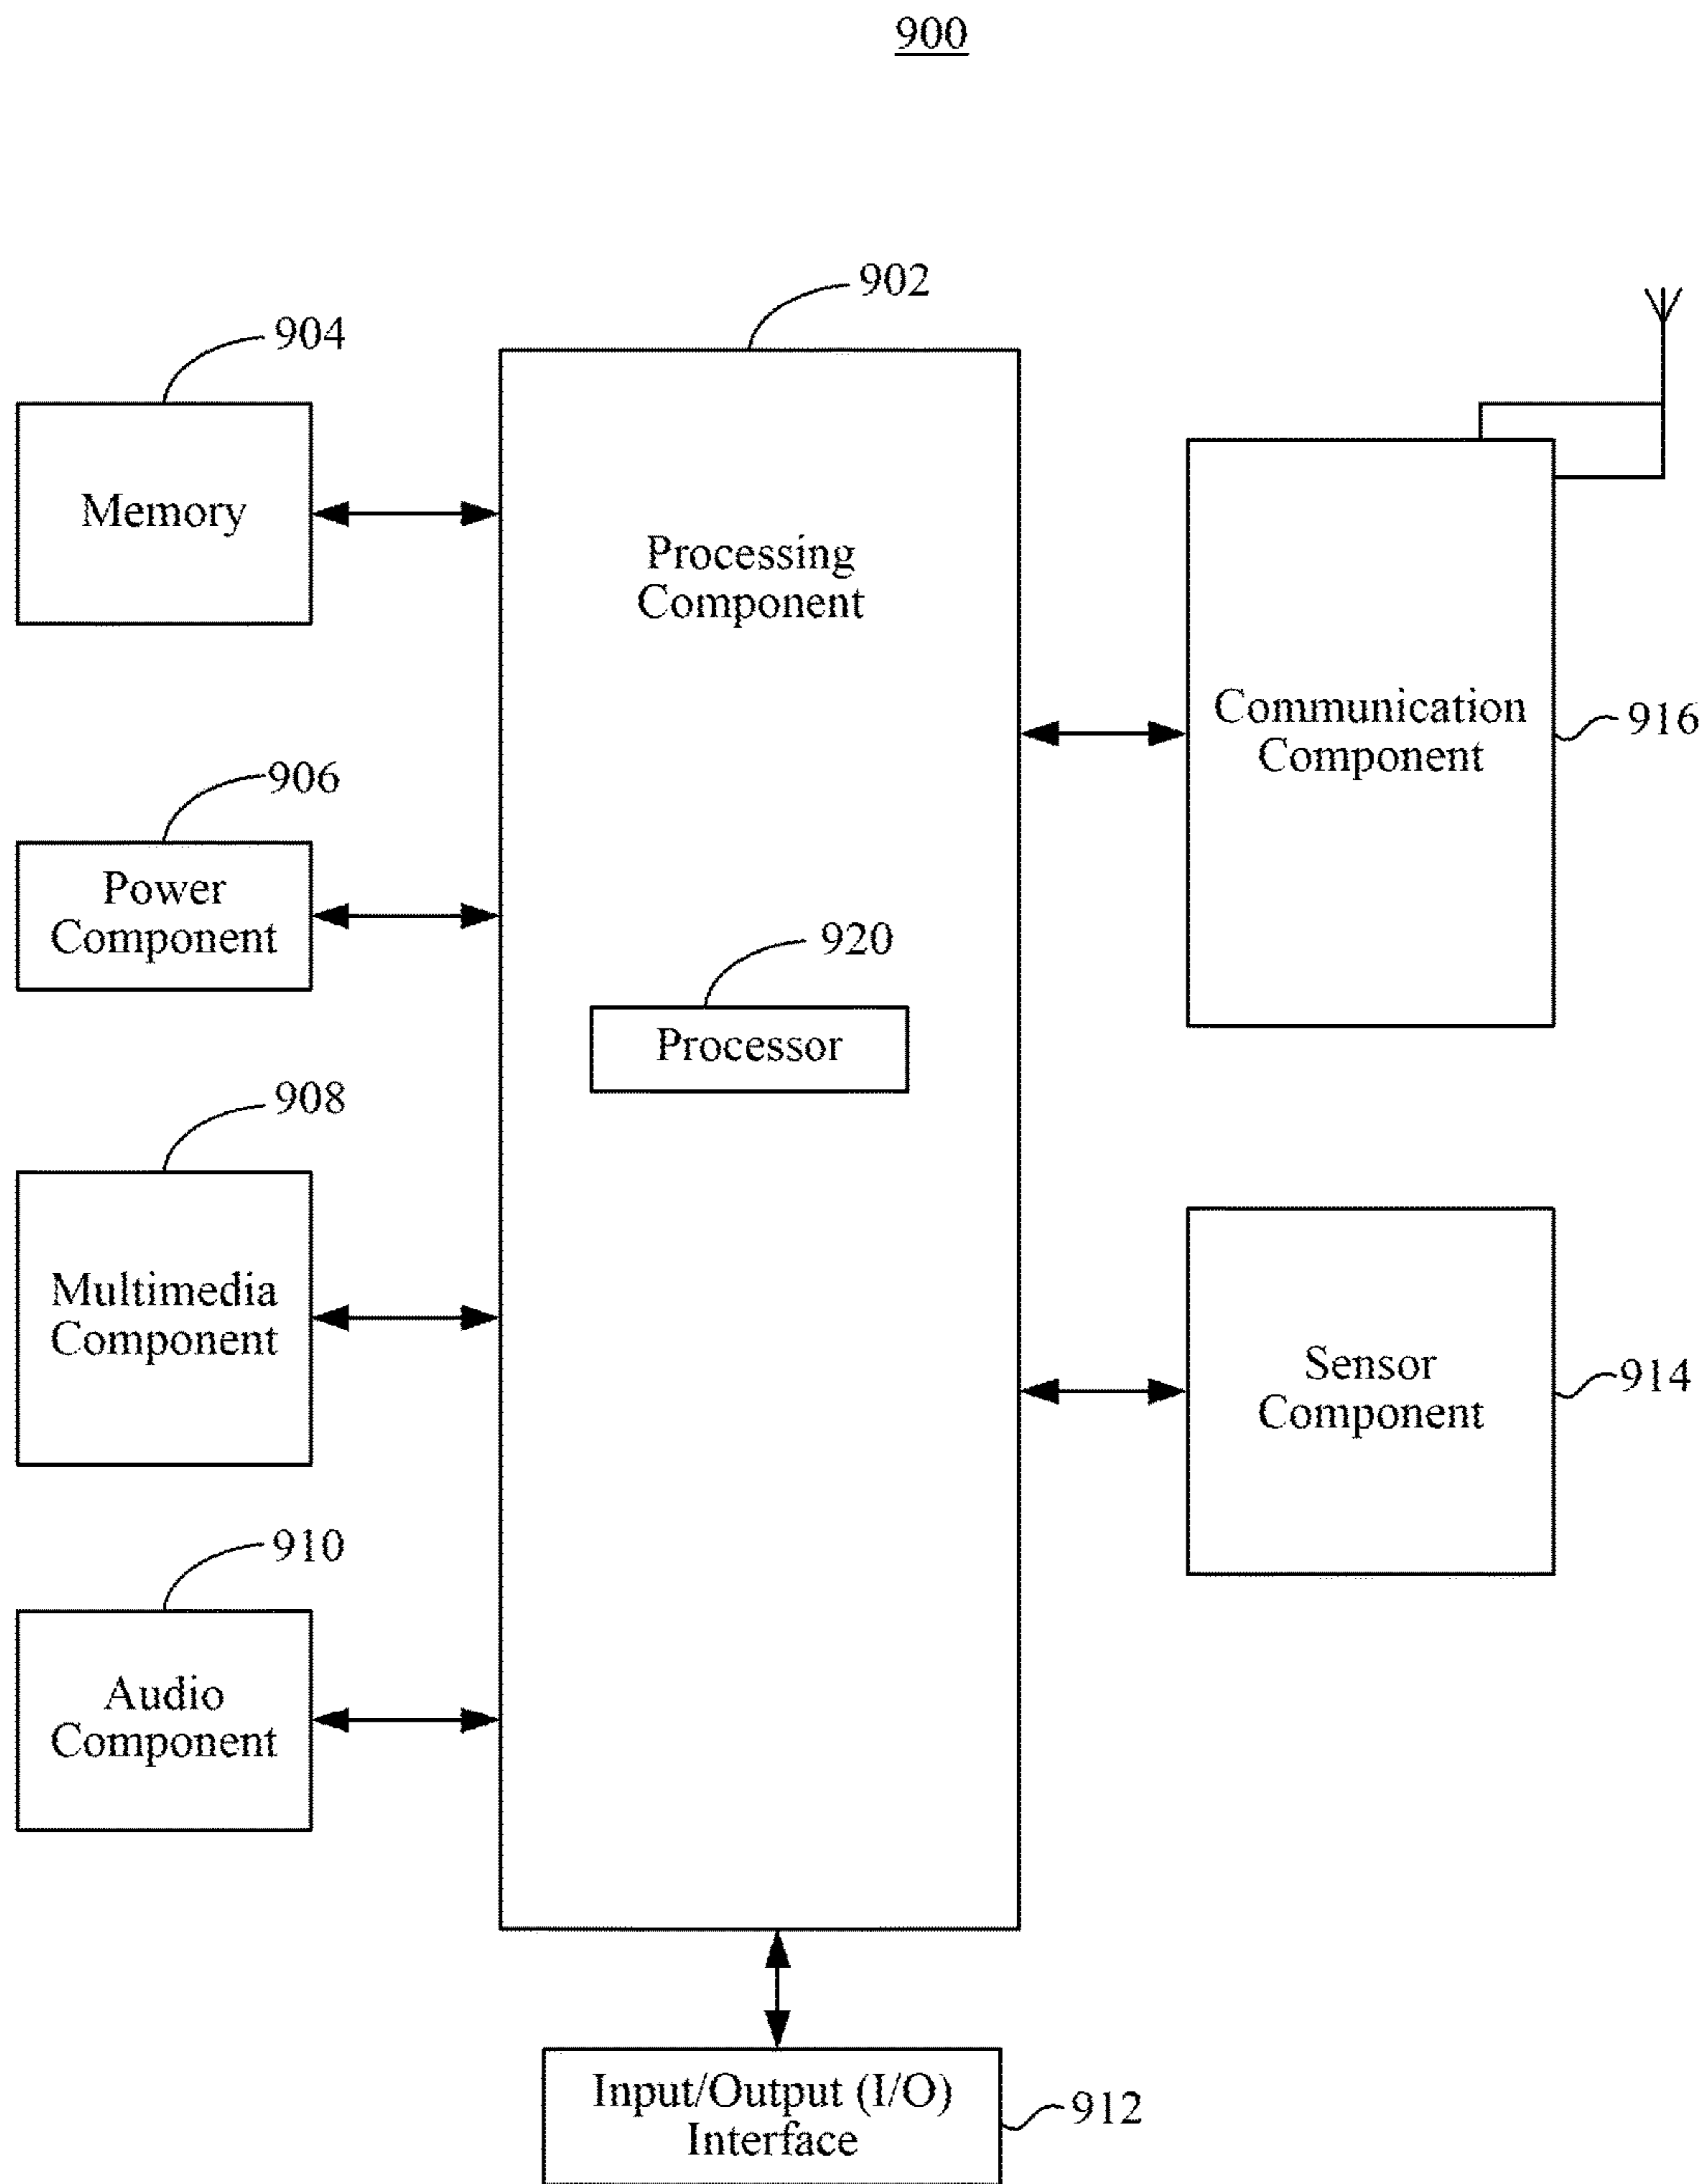 900
902
904
Memory
Processing
Component
Communication
Component
916
906
Power
Component
920
Processor
908
Multimedia
Component
Sensor
Component
914
910
Audio
Component
Input/Output (I/O)
Interface
912